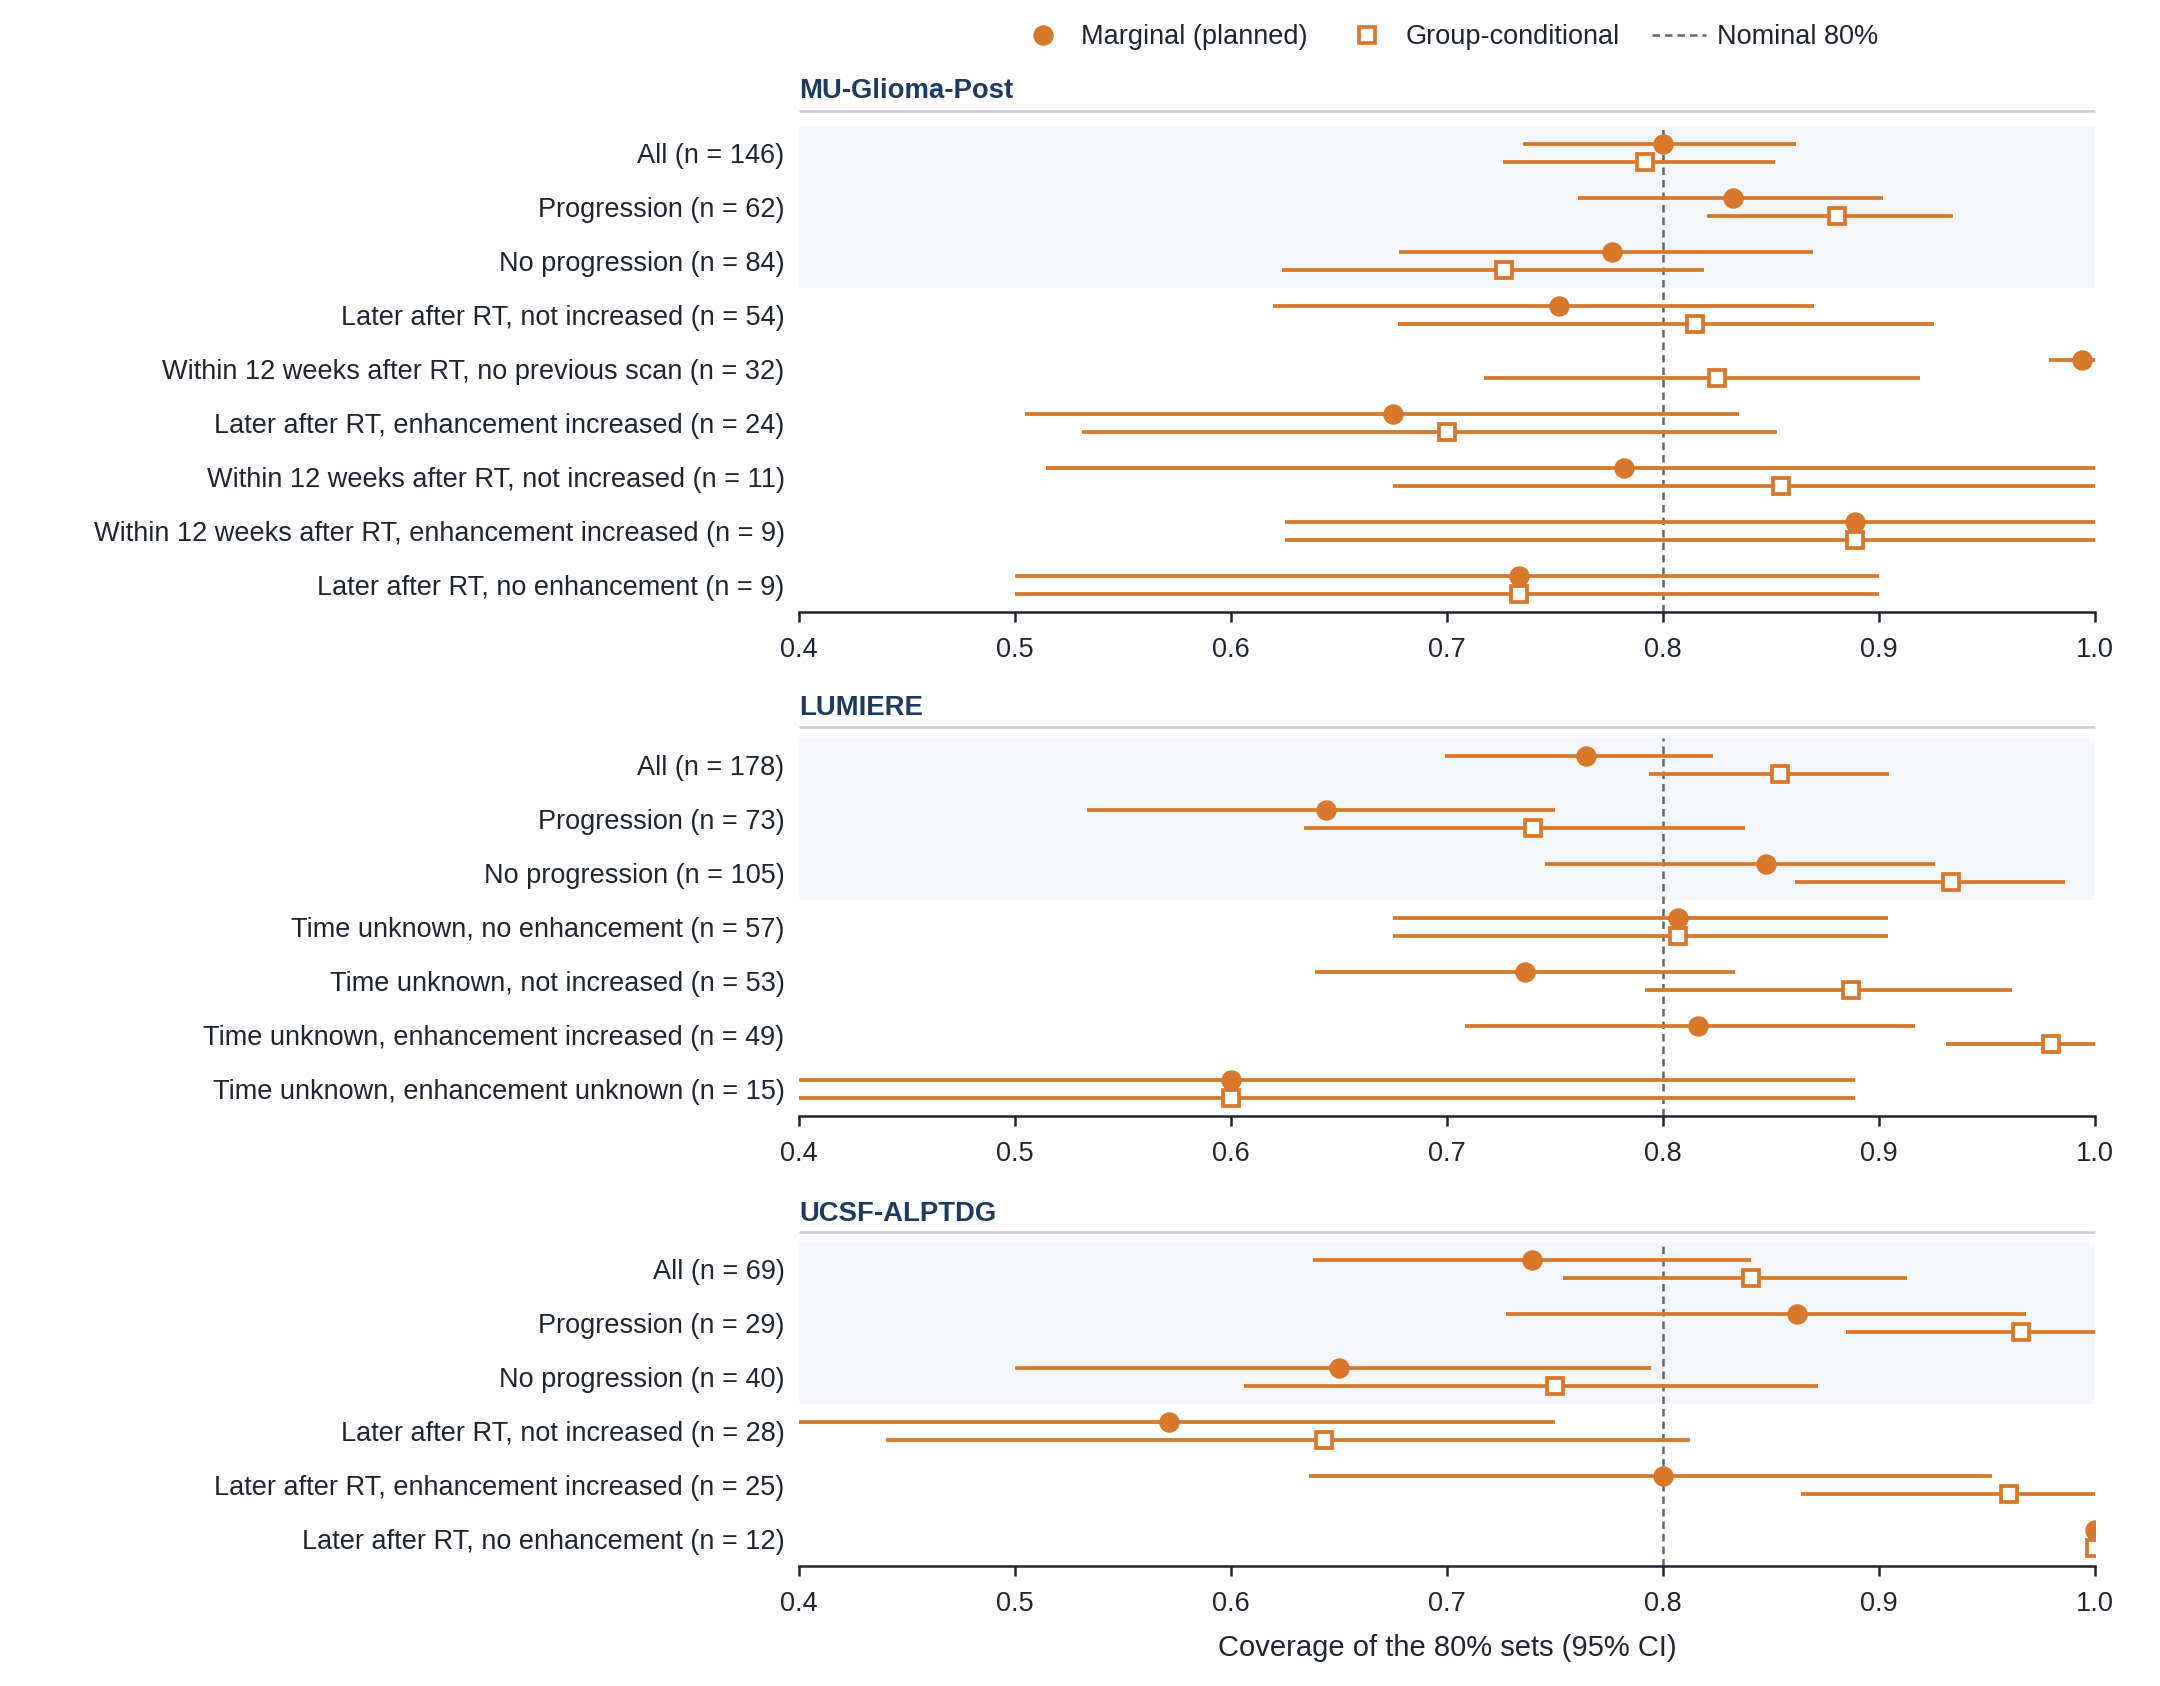 Marginal (planned) Group-conditional Nominal 80%
MU-Glioma-Post
All (n = 146)
Progression (n = 62)
No progression (n = 84)
Later after RT, not increased (n = 54)
Within 12 weeks after RT, no previous scan (n = 32)
Later after RT, enhancement increased (n = 24)
Within 12 weeks after RT, not increased (n = 11)
Within 12 weeks after RT, enhancement increased (n = 9)
Later after RT, no enhancement (n = 9)
0.4 0.5 0.6 0.7 0.8 0.9 1.0
LUMIERE
All (n = 178)
Progression (n = 73)
No progression (n = 105)
Time unknown, no enhancement (n = 57)
Time unknown, not increased (n = 53)
Time unknown, enhancement increased (n = 49)
Time unknown, enhancement unknown (n = 15)
0.4 0.5 0.6 0.7 0.8 0.9 1.0
UCSF-ALPTDG
All (n = 69)
Progression (n = 29)
No progression (n = 40)
Later after RT, not increased (n = 28)
Later after RT, enhancement increased (n = 25)
Later after RT, no enhancement (n = 12)
0.4 0.5 0.6 0.7 0.8 0.9 1.0
Coverage of the 80% sets (95% CI)